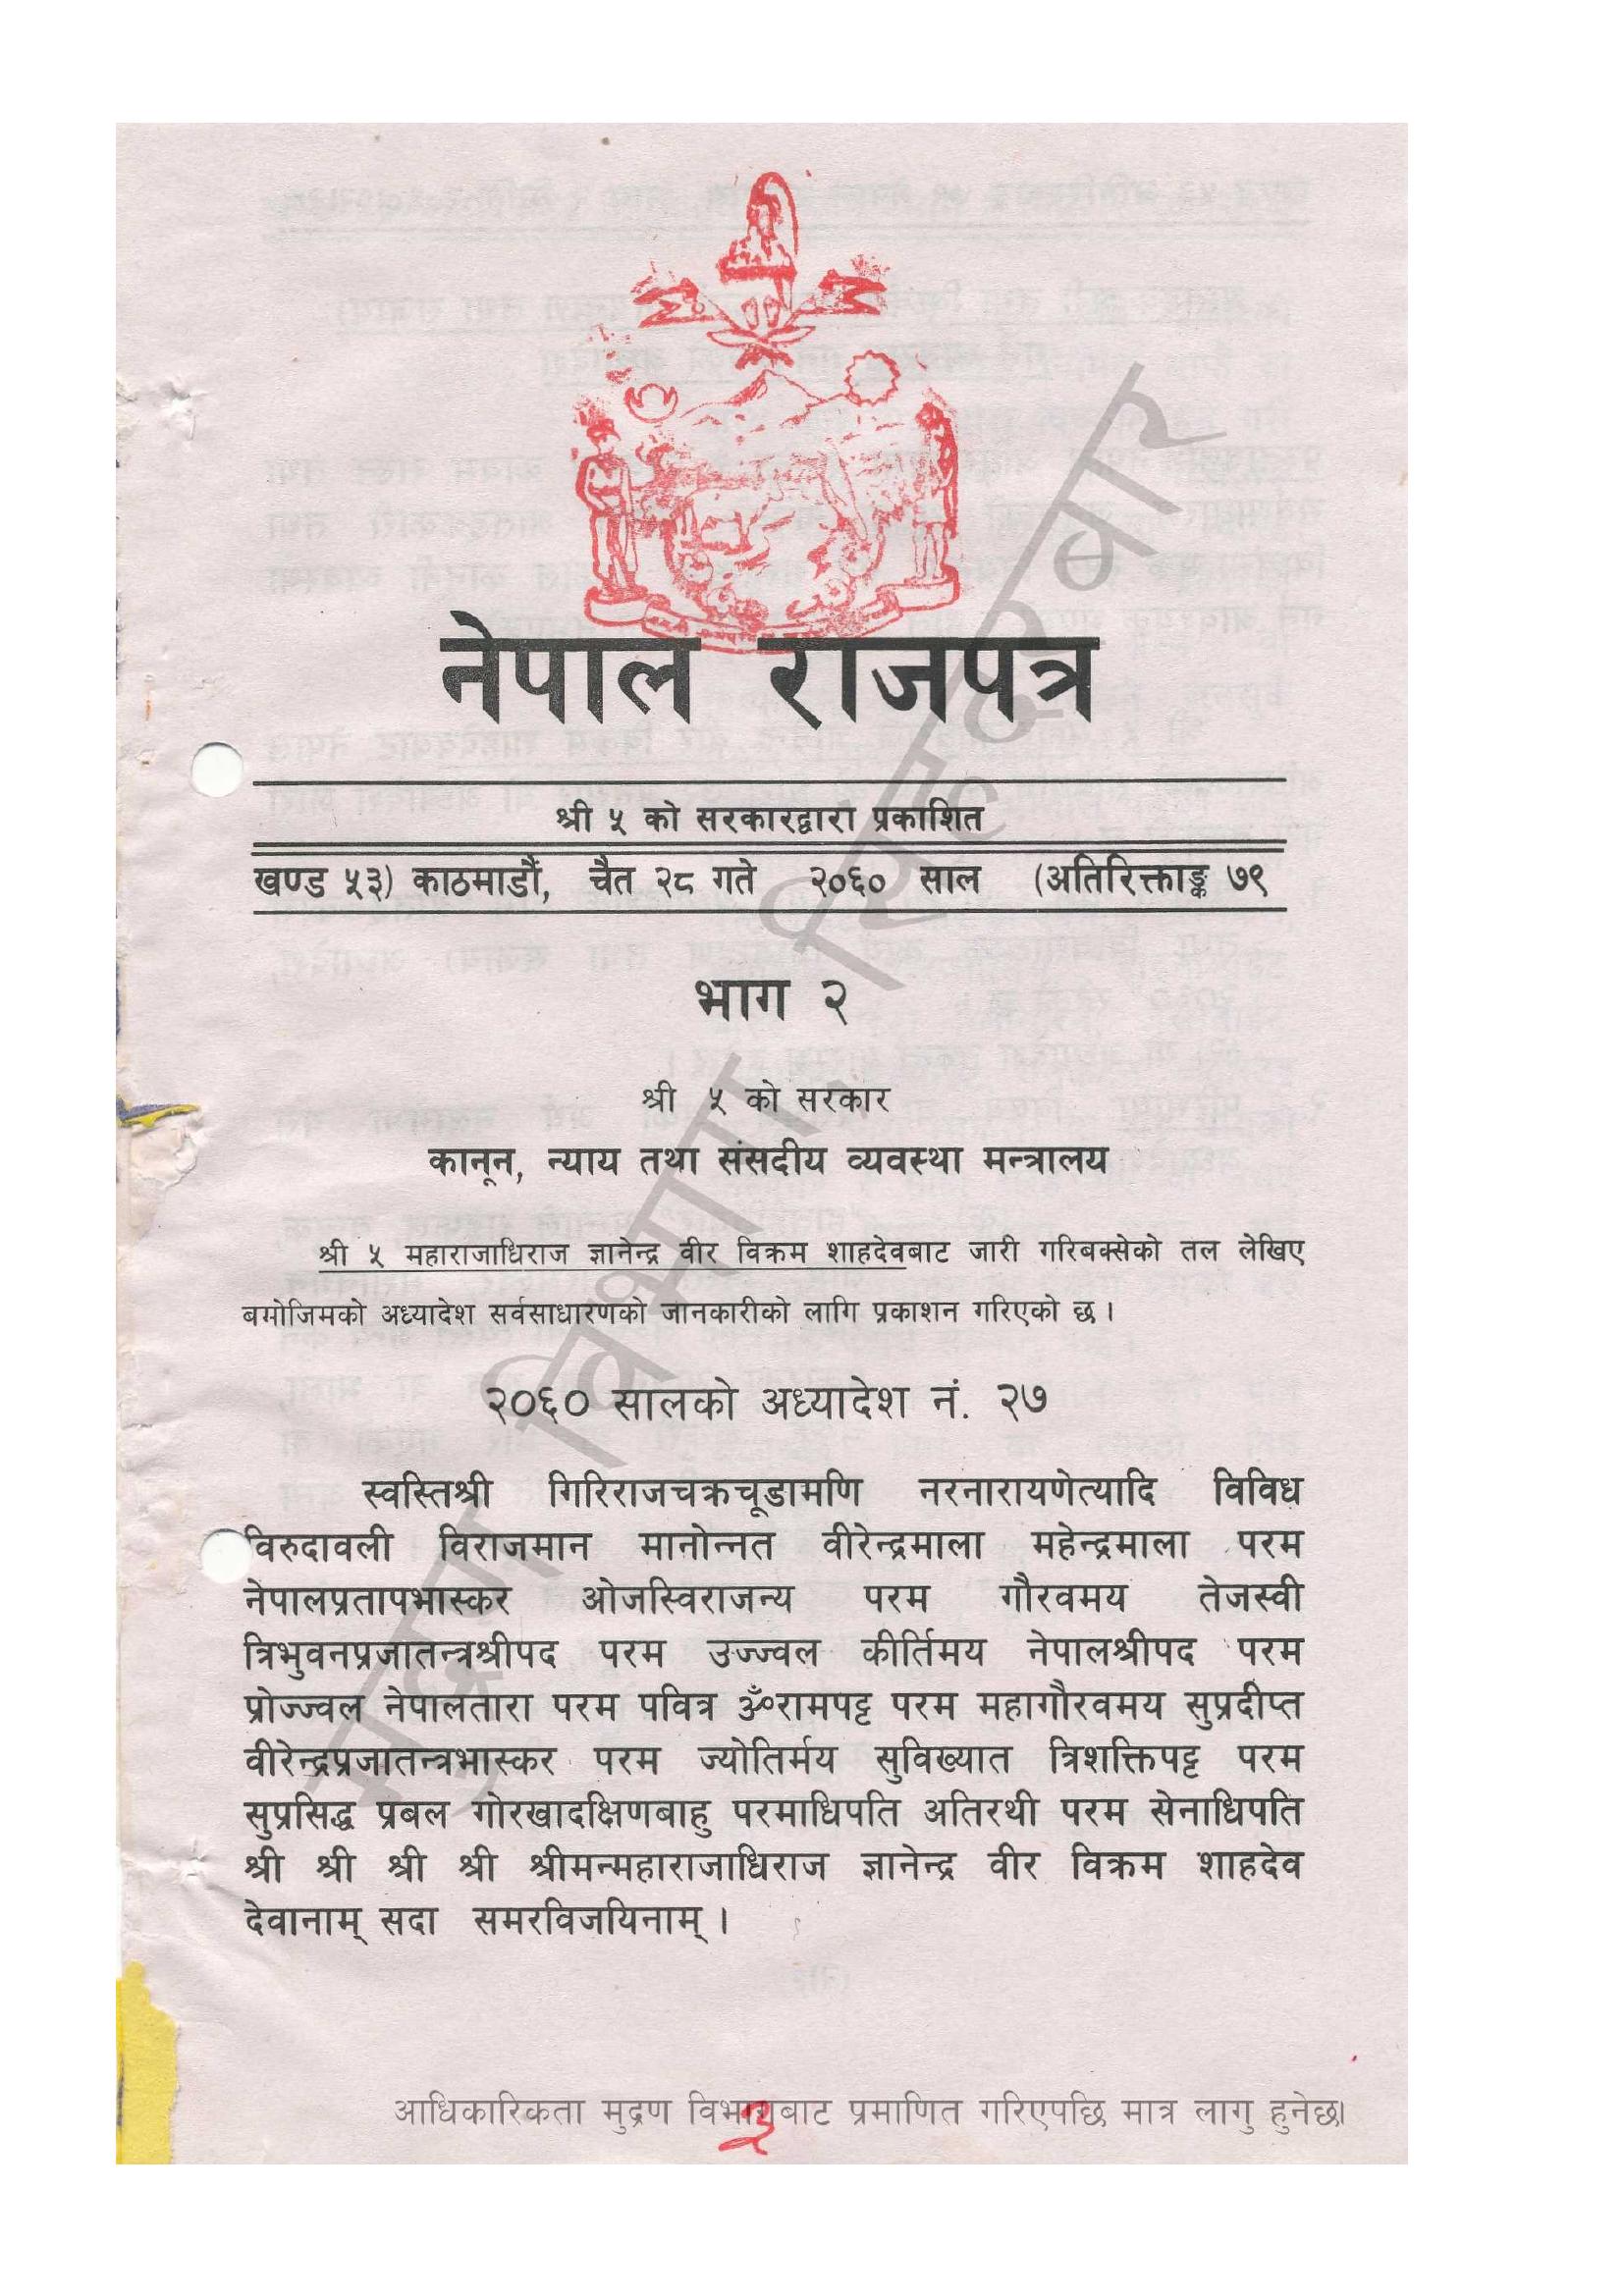 नेपाल राजपत्र
श्री ५ को सरकारद्वारा प्रकाशित
खण्ड ५३) काठमाडौं, चैत २८ गते २०६० साल (अतिरिक्ताङ्क ७९
भाग २
श्री ५ को सरकार
कानून, न्याय तथा संसदीय व्यवस्था मन्त्रालय
श्री ५ महाराजाधिराज ज्ञानेन्द्र वीर विक्रम शाहदेवबाट जारी गरिबक्सेको तल लेखिए
बमोजिमको अध्यादेश सर्वसाधारणको जानकारीको लागि प्रकाशन गरिएको छ ।
२०६० सालको अध्यादेश नं. २७
स्वस्तिश्री गिरिराजचक्रचूडामणि नरनारायणेत्यादि विविध
विरुदावली विराजमान मानोन्नत वीरेन्द्रमाला महेन्द्रमाला परम
नेपालप्रतापभास्कर ओजस्विराजन्य परम गौरवमय तेजस्वी
त्रिभुवनप्रजातन्त्रश्रीपद परम उज्ज्वल कीर्तिमय नेपालश्रीपद परम
प्रोज्ज्वल नेपालतारा परम पवित्र ॐरामपट्ट परम महागौरवमय सुप्रदीप्त
वीरेन्द्रप्रजातन्त्रभास्कर परम ज्योतिर्मय सुविख्यात त्रिशक्तिपट्ट परम
सुप्रसिद्ध प्रबल गोरखादक्षिणबाहु परमाधिपति अतिरथी परम सेनाधिपति
श्री श्री श्री श्री श्रीमन्महाराजाधिराज ज्ञानेन्द्र वीर विक्रम शाहदेव
देवानाम् सदा समरविजयिनाम् ।
मुद्रण विभाग, सिंहदरवार
आधिकारिकता मुद्रण विभागबाट प्रमाणित गरिएपछि मात्र लागु हुनेछ।
३